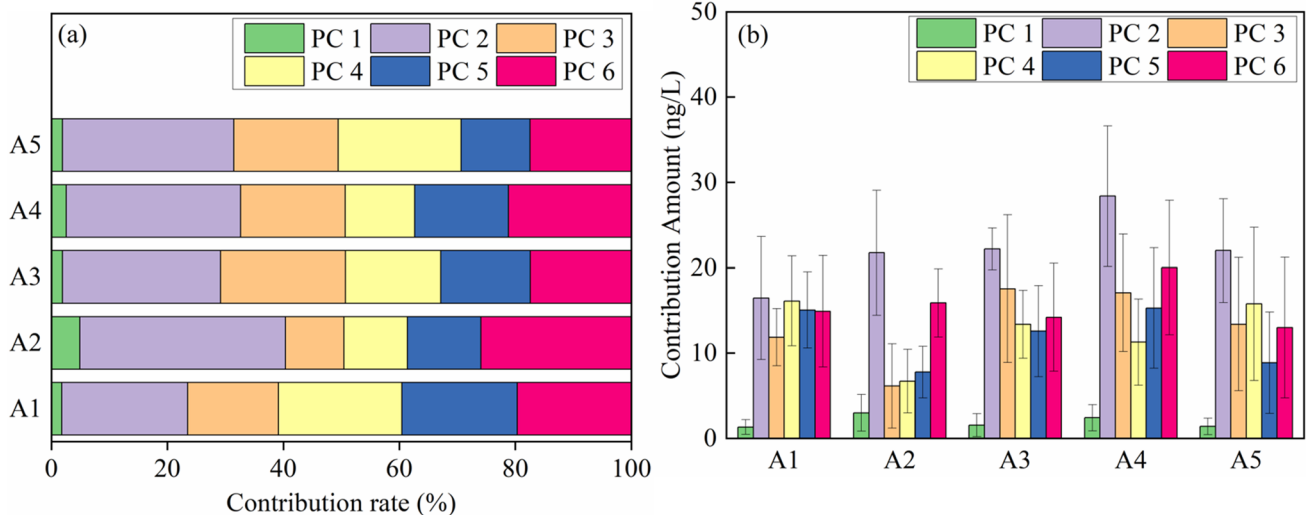 (a)
PC 1 PC 2 PC 3
PC 4 PC 5 PC 6
A5
A4
A3
A2
A1
0 20 40 60 80 100
Contribution rate (%)
(b)
PC 1 PC 2 PC 3
PC 4 PC 5 PC 6
Contribution Amount (ng/L)
50
40
30
20
10
0
A1 A2 A3 A4 A5